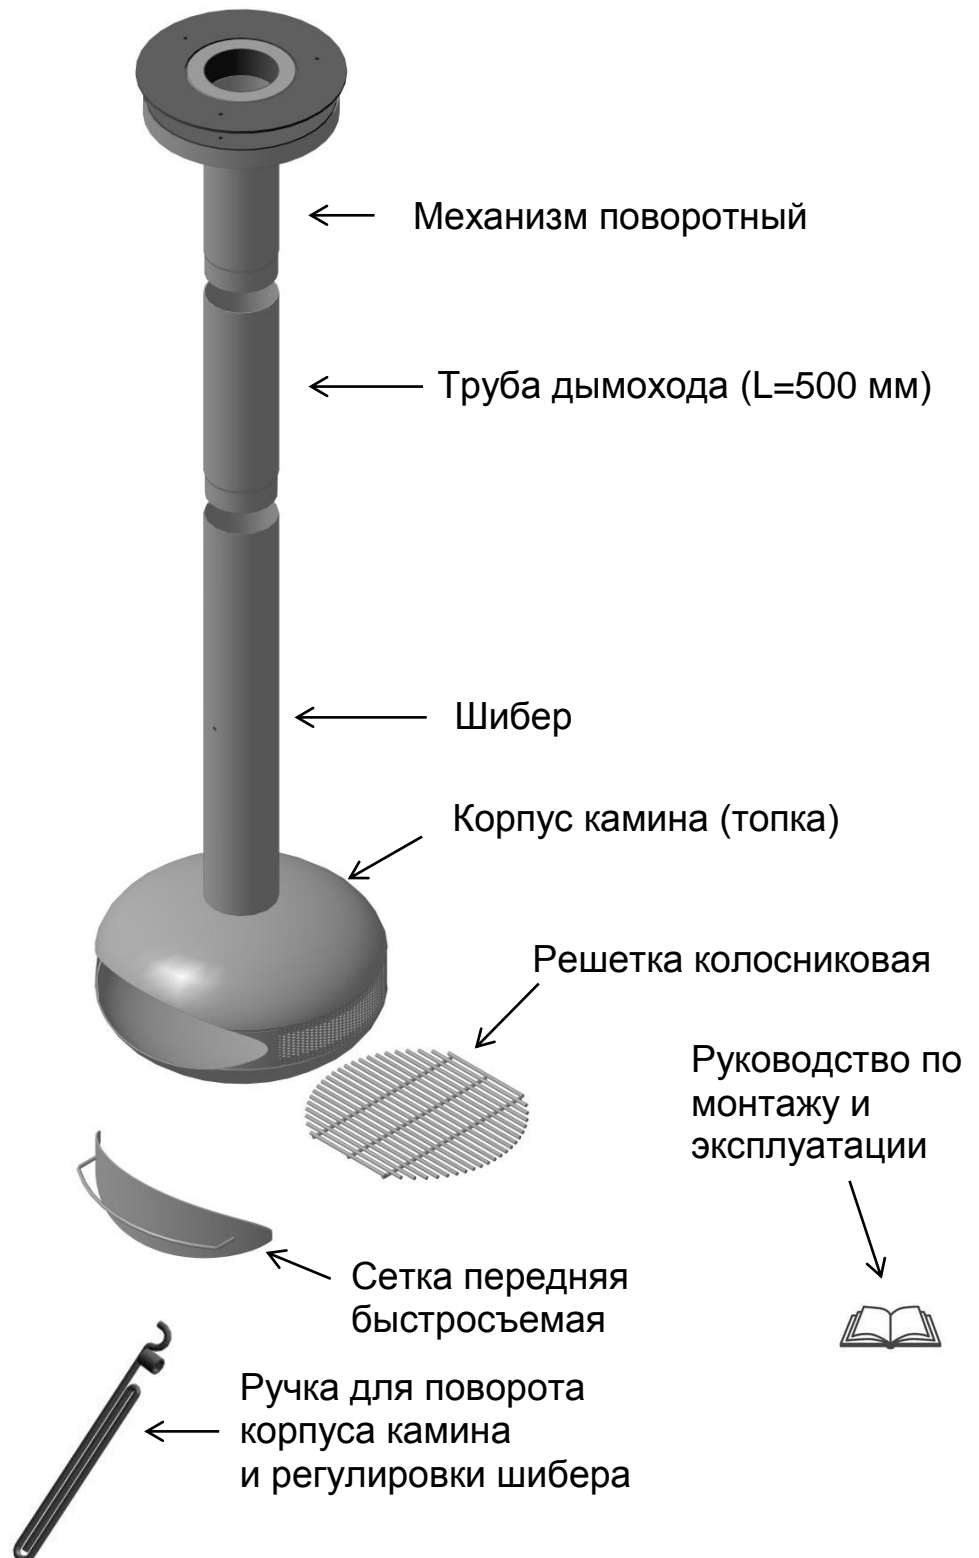 Механизм поворотный
Труба дымохода (L=500 мм)
Шибер
Корпус камина (топка)
Решетка колосниковая
Руководство по
монтажу и
эксплуатации
Сетка передняя
быстросъемая
Ручка для поворота
корпуса камина
и регулировки шибера